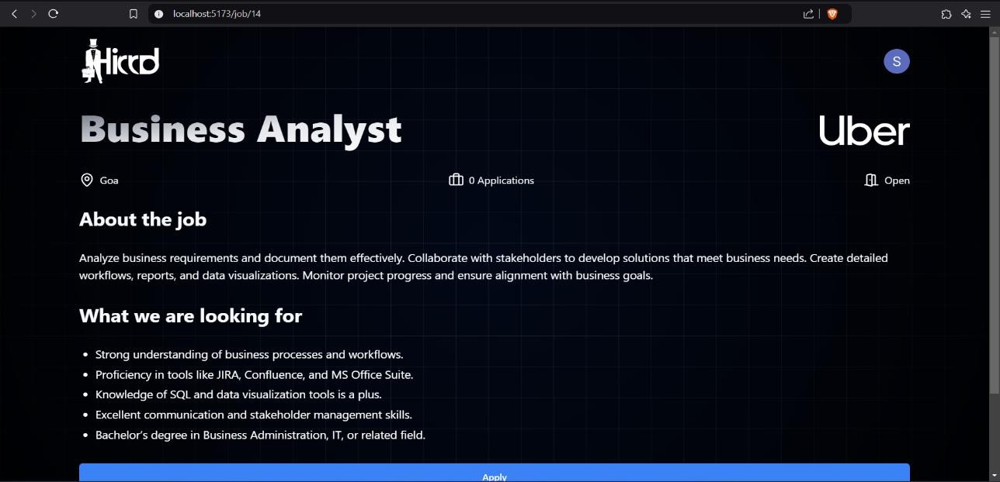 localhost:5173/job/14
Hirrd
S
Business Analyst
Uber
Goa
0 Applications
Open
About the job
Analyze business requirements and document them effectively. Collaborate with stakeholders to develop solutions that meet business needs. Create detailed
workflows, reports, and data visualizations. Monitor project progress and ensure alignment with business goals.
What we are looking for
• Strong understanding of business processes and workflows.
• Proficiency in tools like JIRA, Confluence, and MS Office Suite.
• Knowledge of SQL and data visualization tools is a plus.
• Excellent communication and stakeholder management skills.
• Bachelor’s degree in Business Administration, IT, or related field.
Apply